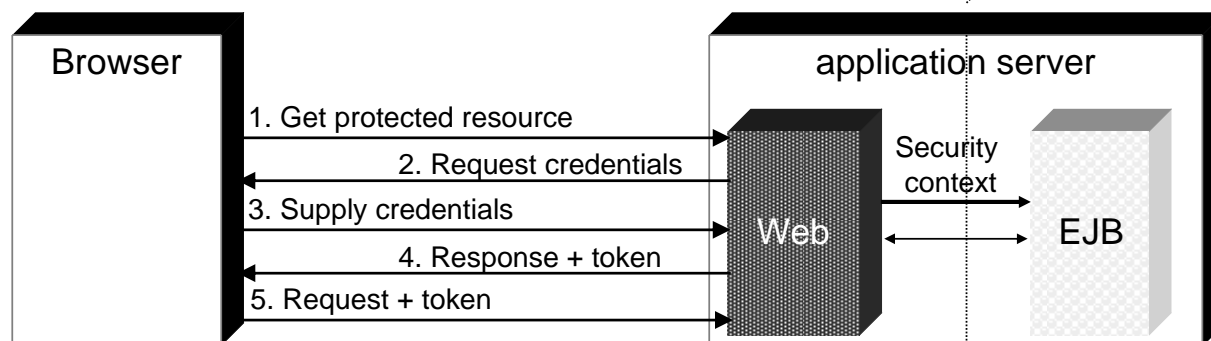 Browser
application server
1. Get protected resource
2. Request credentials
3. Supply credentials
4. Response + token
5. Request + token
Web
Security
context
EJB